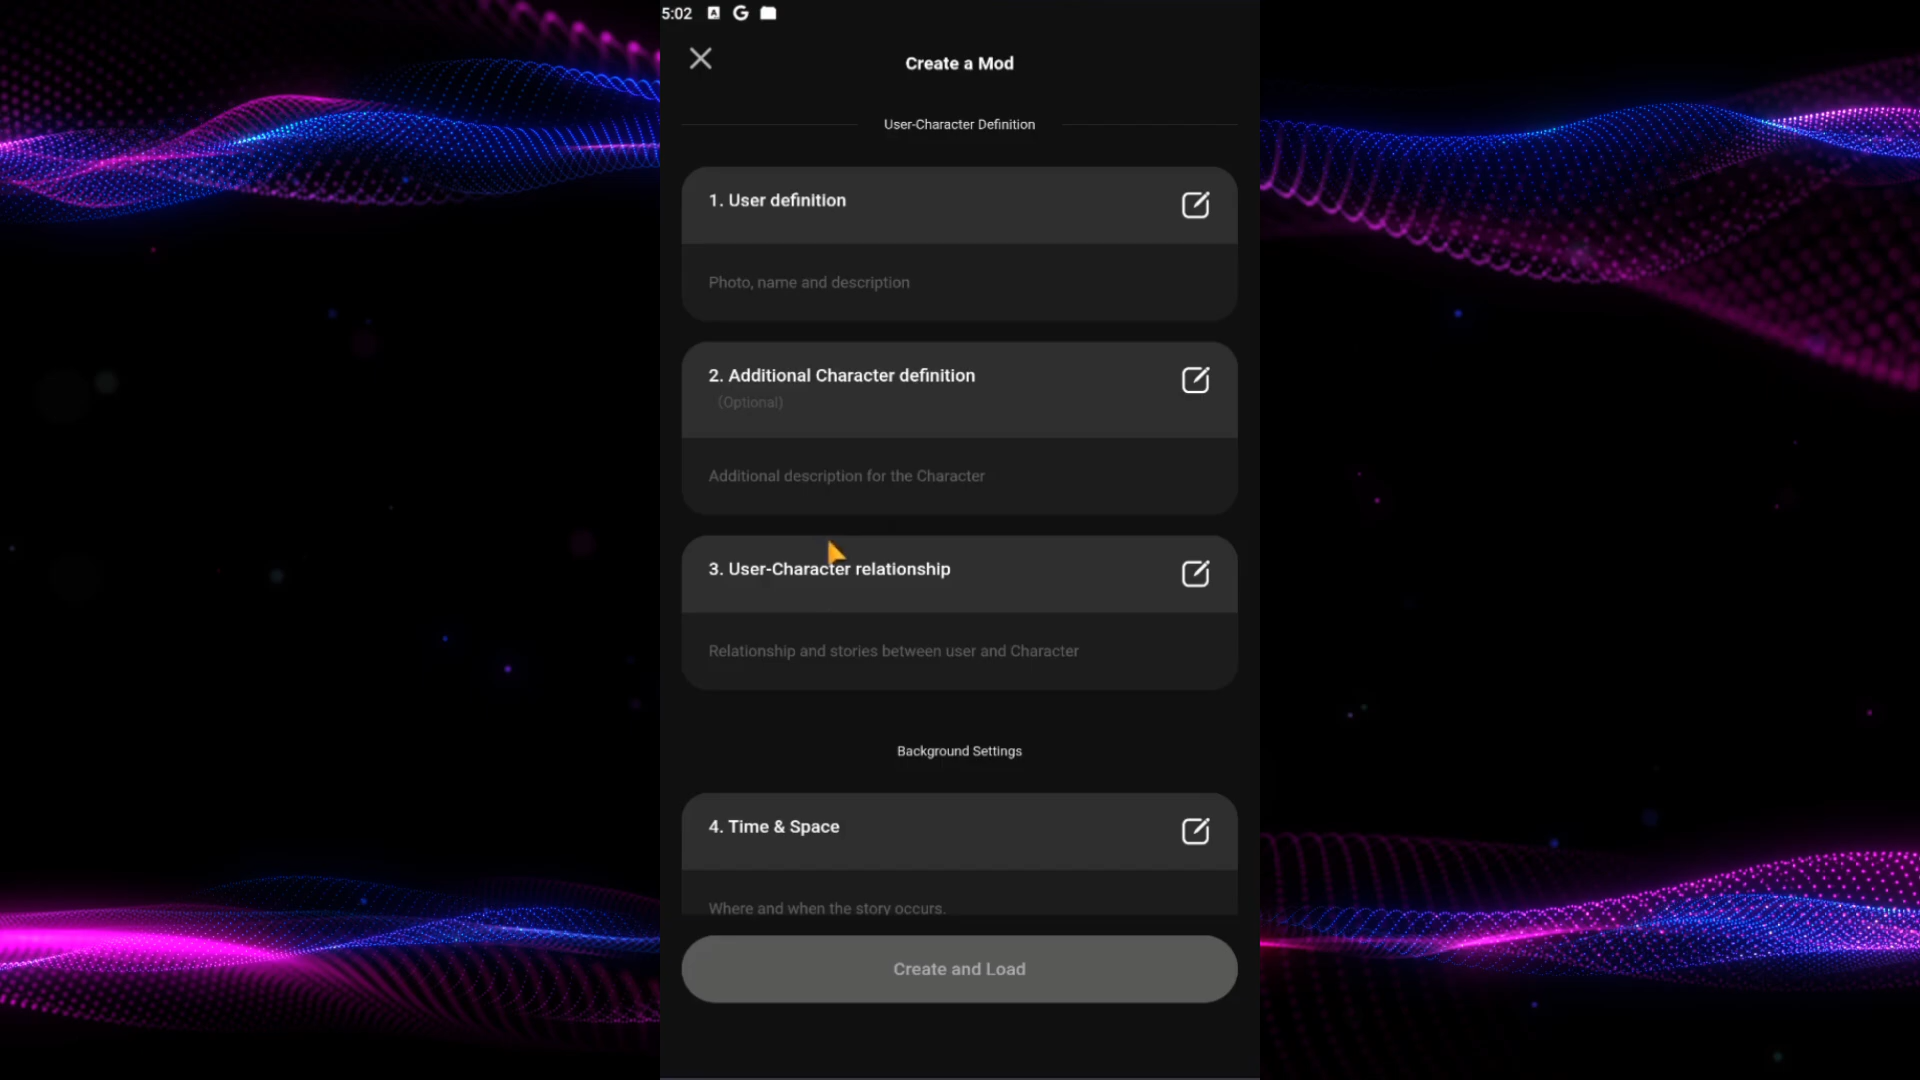 5:02 A G
Create a Mod
User-Character Definition
1. User definition
Photo, name and description
2. Additional Character definition
(Optional)
Additional description for the Character
3. User-Character relationship
Relationship and stories between user and Character
Background Settings
4. Time & Space
Where and when the story occurs.
Create and Load